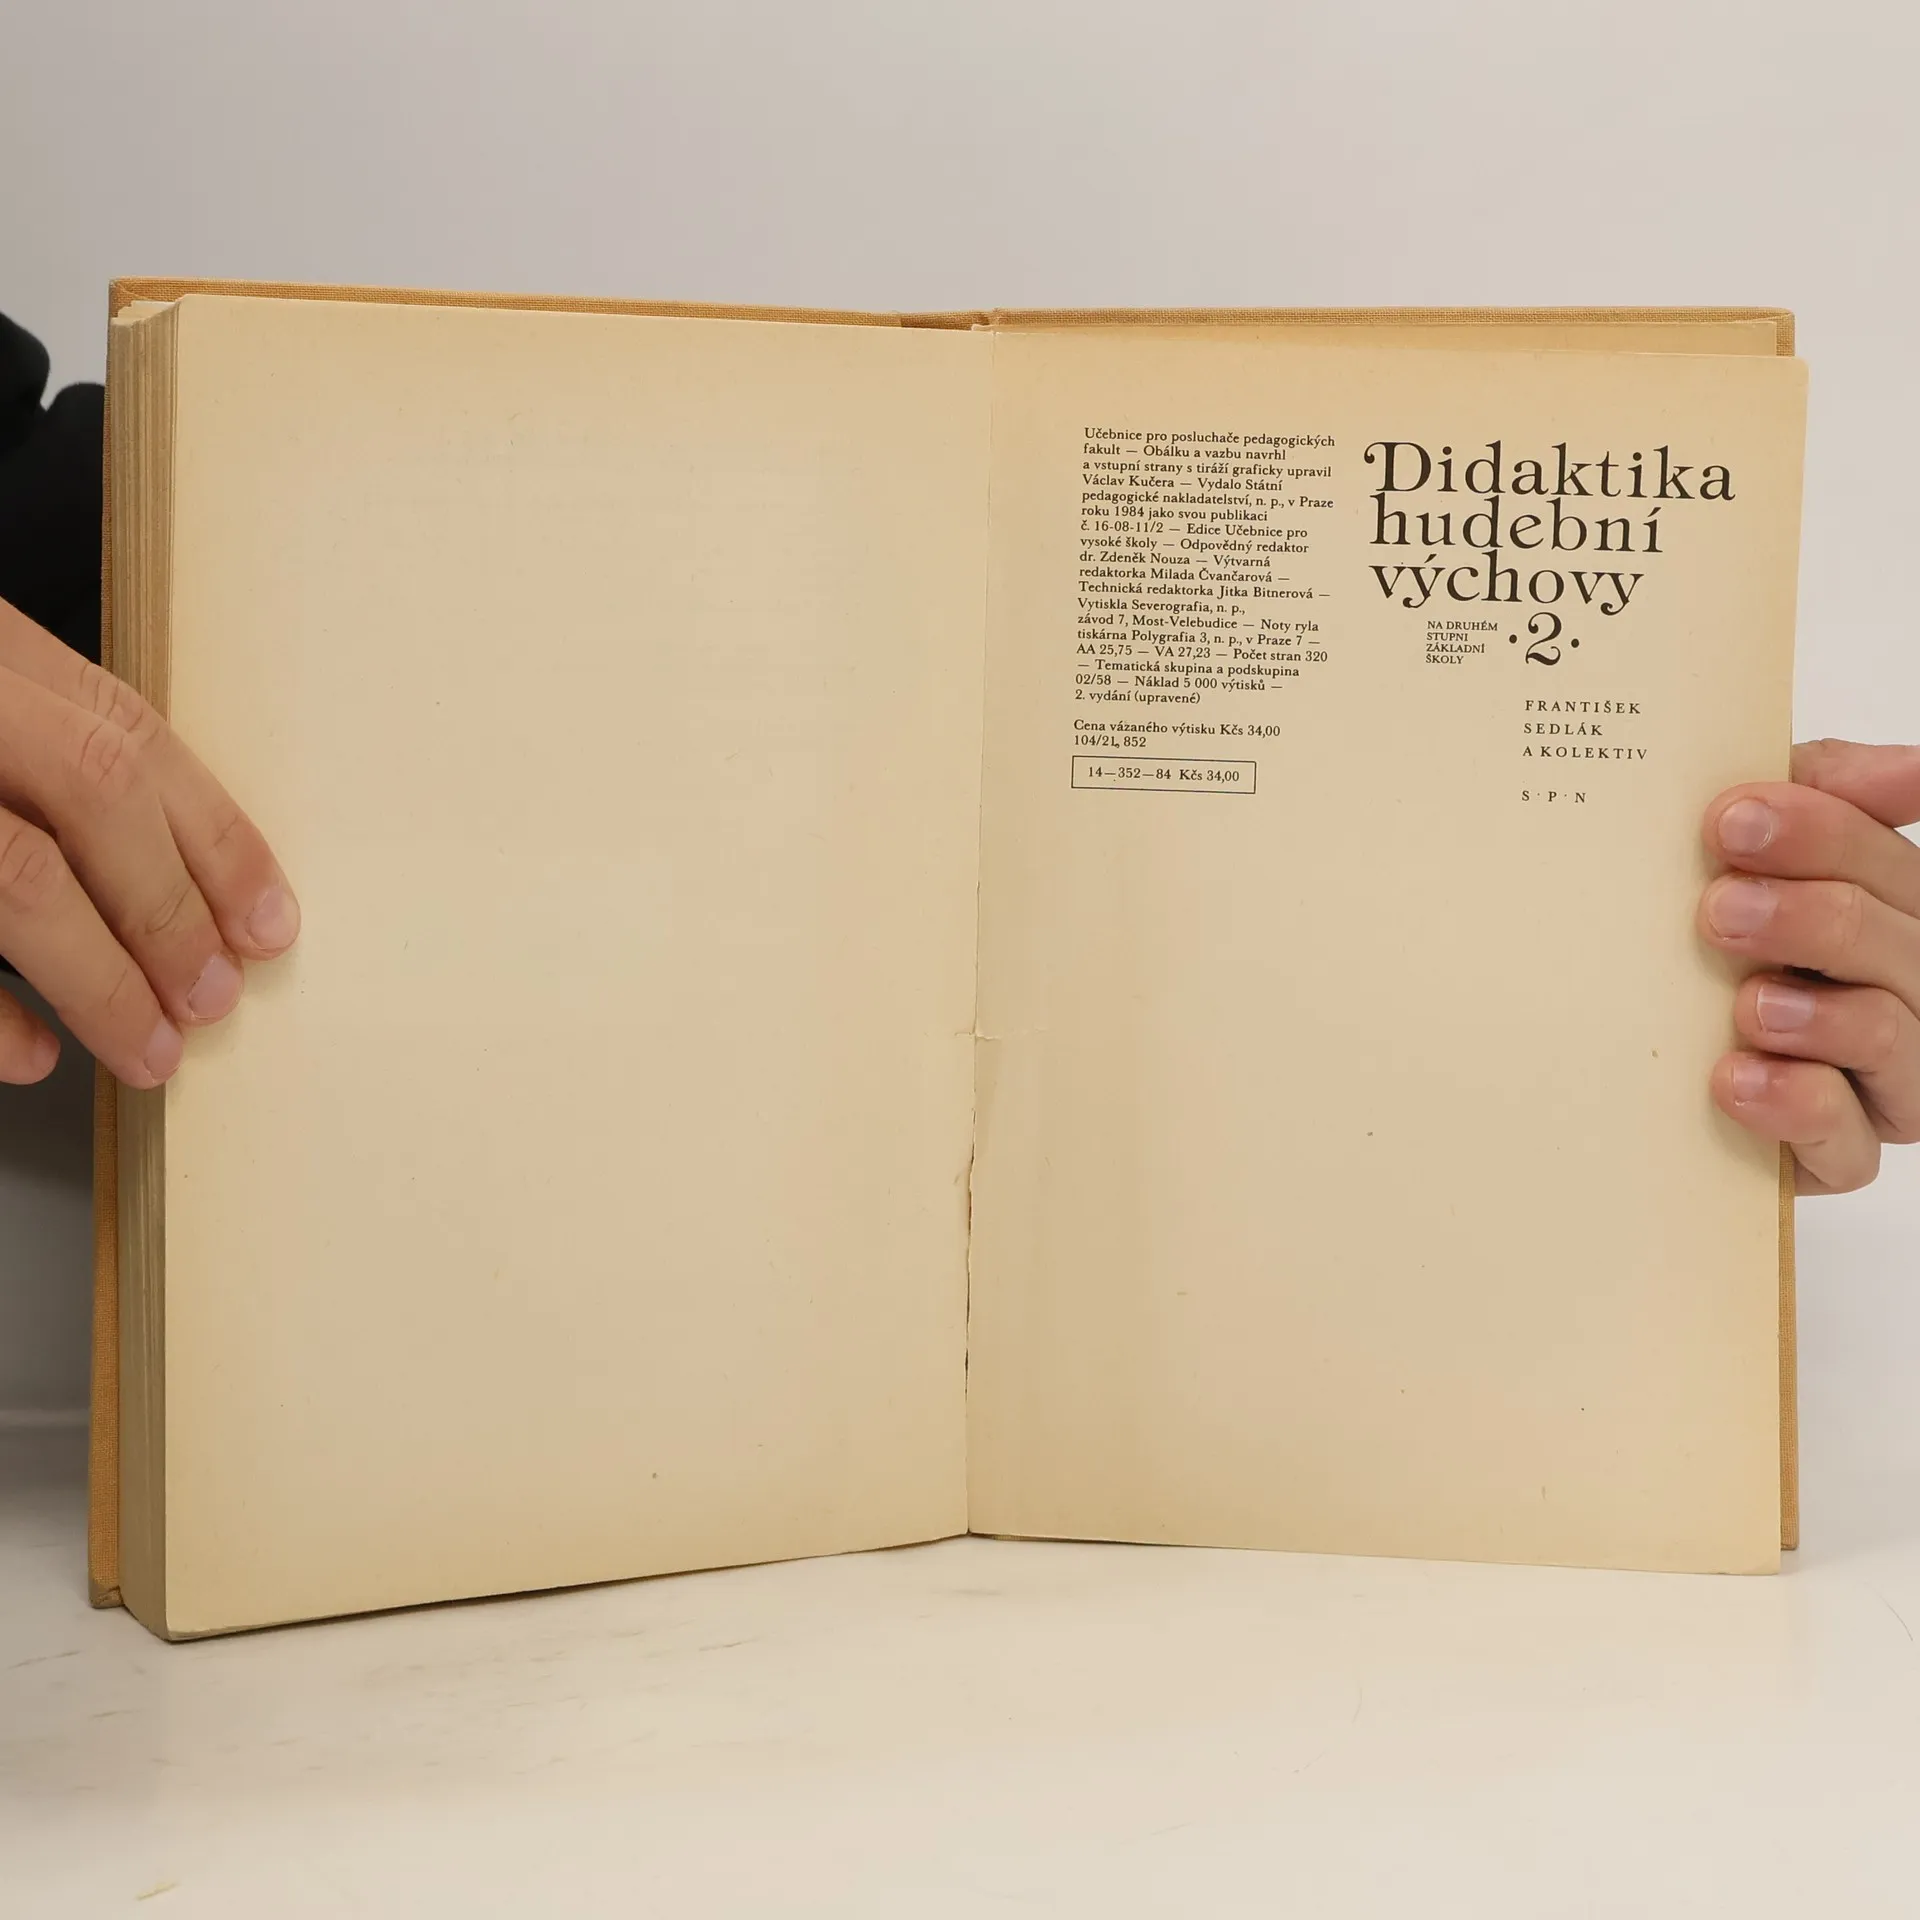 Učebnice pro posluchače pedagogických
fakult — Obálku a vazbu navrhl
a vstupní strany s tiráží graficky upravil
Václav Kučera — Vydalo Státní
pedagogické nakladatelství, n. p., v Praze
roku 1984 jako svou publikaci
č. 16-08-11/2 — Edice Učebnice pro
vysoké školy — Odpovědný redaktor
dr. Zdeněk Nouza — Výtvarná
redaktorka Milada Čvančarová —
Technická redaktorka Jitka Bitnerová —
Vytiskla Severografia, n. p.,
závod 7, Most-Velebudice — Noty ryla
tiskárna Polygrafia 3, n. p., v Praze 7 —
AA 25,75 — VA 27,23 — Počet stran 320
— Tematická skupina a podskupina
02/58 — Náklad 5 000 výtisků —
2. vydání (upravené)
Cena vázaného výtisku Kčs 34,00
104/21, 852
14—352—84 Kčs 34,00
Didaktika
hudební
výchovy
·2·
NA DRUHÉM
STUPNI
ZÁKLADNÍ
ŠKOLY
FRANTIŠEK
SEDLÁK
A KOLEKTIV
S · P · N